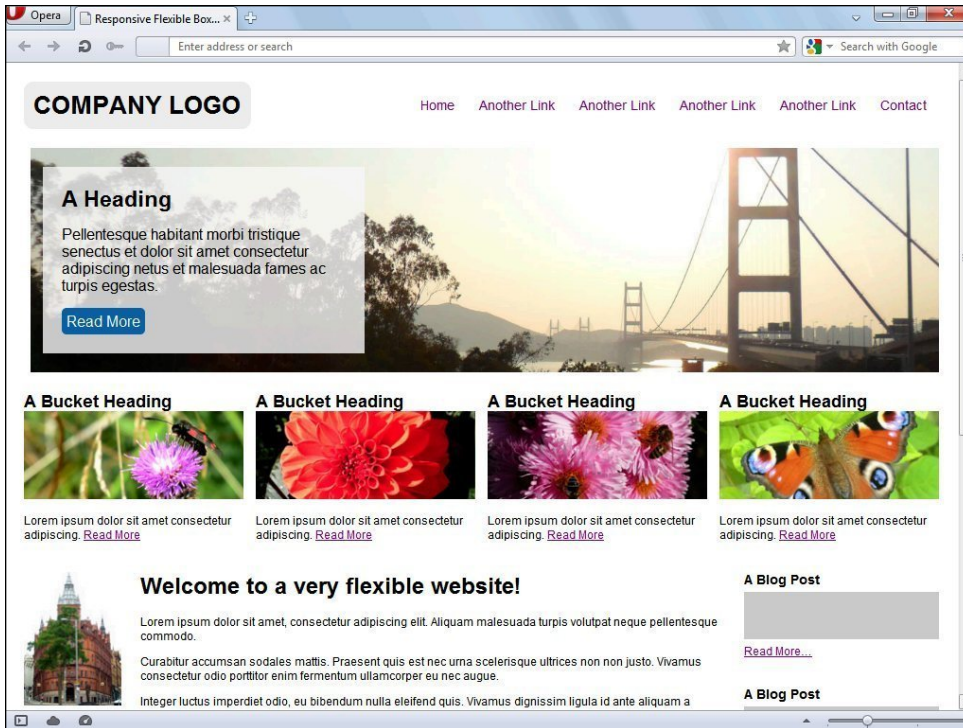 Opera
Responsive Flexible Box...
Enter address or search
Search with Google
COMPANY LOGO
Home Another Link Another Link Another Link Another Link Contact
A Heading
Pellentesque habitant morbi tristique
senectus et dolor sit amet consectetur
adipiscing netus et malesuada fames ac
turpis egestas.
Read More
A Bucket Heading
A Bucket Heading
A Bucket Heading
A Bucket Heading
Lorem ipsum dolor sit amet consectetur
adipiscing. Read More
Lorem ipsum dolor sit amet consectetur
adipiscing. Read More
Lorem ipsum dolor sit amet consectetur
adipiscing. Read More
Lorem ipsum dolor sit amet consectetur
adipiscing. Read More
Welcome to a very flexible website!
Lorem ipsum dolor sit amet, consectetur adipiscing elit. Aliquam malesuada turpis volutpat neque pellentesque
commodo.
Curabitur accumsan sodales mattis. Praesent quis est nec urna scelerisque ultrices non non justo. Vivamus
consectetur odio porttitor enim fermentum ullamcorper eu nec augue.
Integer luctus imperdiet odio, eu bibendum nulla eleifend quis. Vivamus dignissim ligula id ante aliquam a
A Blog Post
Read More...
A Blog Post